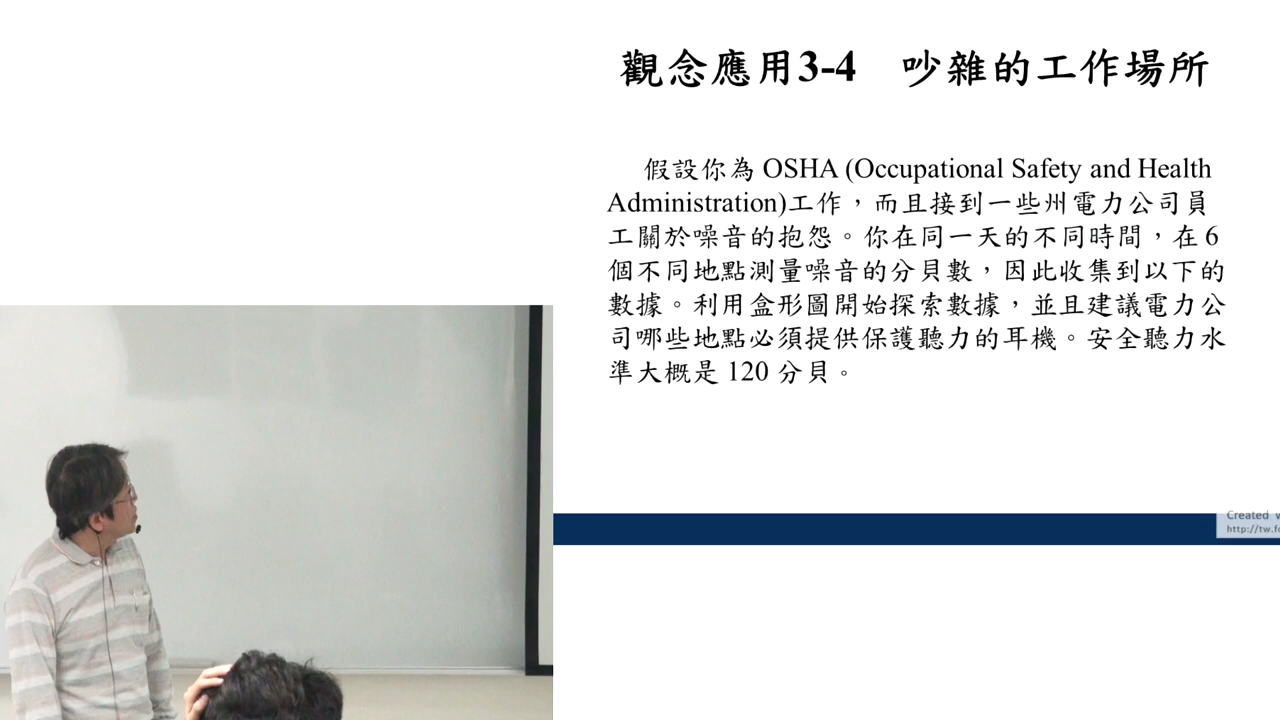 觀念應用3-4 吵雜的工作場所
假設你為 OSHA (Occupational Safety and Health
Administration)工作，而且接到一些州電力公司員
工關於噪音的抱怨。你在同一天的不同時間，在 6
個不同地點測量噪音的分貝數，因此收集到以下的
數據。利用盒形圖開始探索數據，並且建議電力公
司哪些地點必須提供保護聽力的耳機。安全聽力水
準大概是 120 分貝。
Created
http://tw.fo